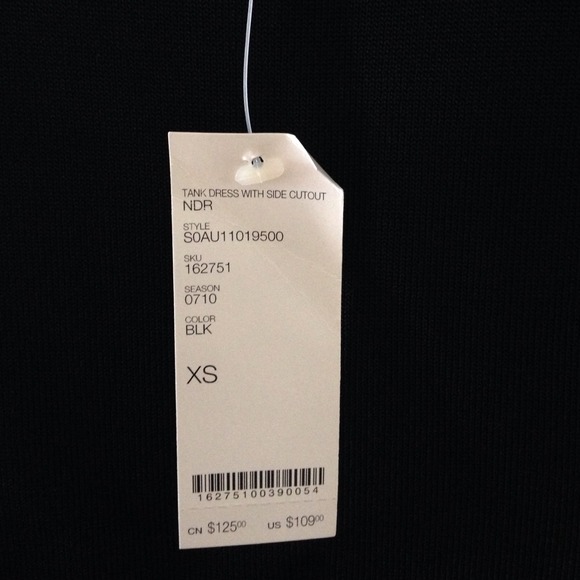 TANK DRESS WITH SIDE CUTOUT
NDR
STYLE
S0AU11019500
SKU
162751
SEASON
0710
COLOR
BLK
XS
16275100390054
CN $125.00 US $109.00